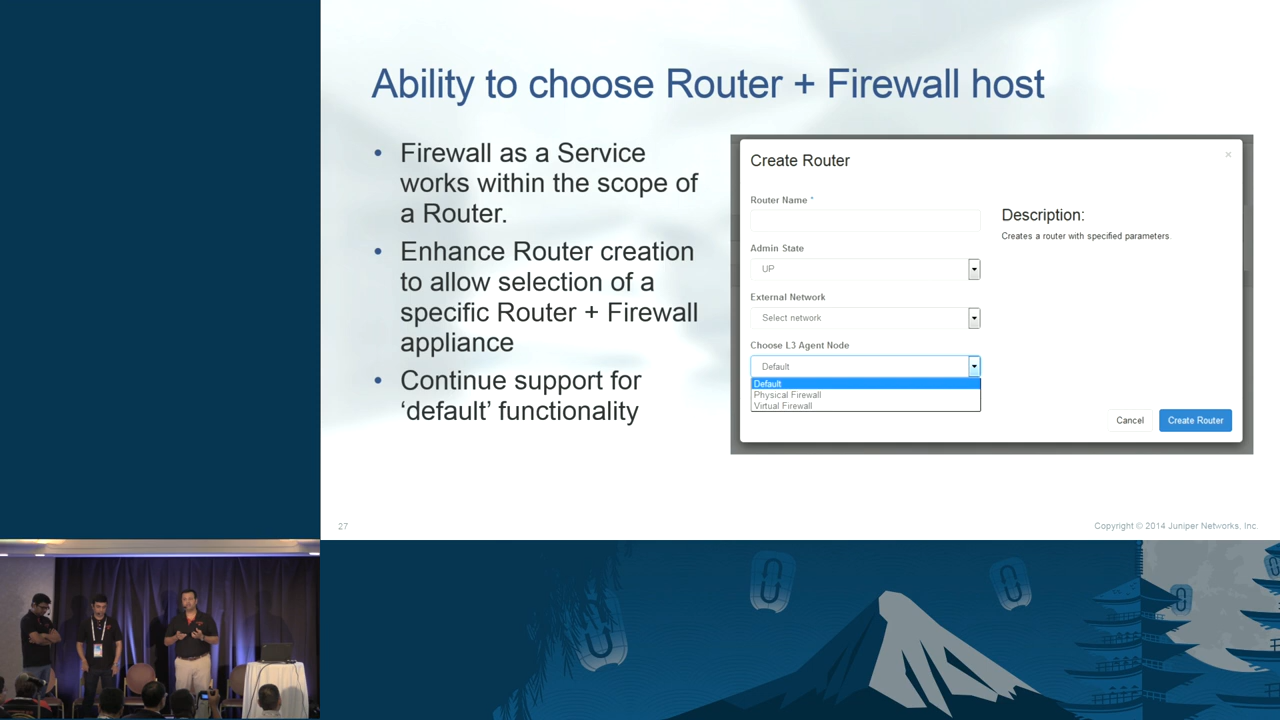 Ability to choose Router + Firewall host
• Firewall as a Service
works within the scope of
a Router.
• Enhance Router creation
to allow selection of a
specific Router + Firewall
appliance
• Continue support for
‘default’ functionality
Create Router
×
Router Name *
Admin State
UP
External Network
Select network
Choose L3 Agent Node
Default
Default
Physical Firewall
Virtual Firewall
Description:
Creates a router with specified parameters.
Cancel
Create Router
27
Copyright © 2014 Juniper Networks, Inc.